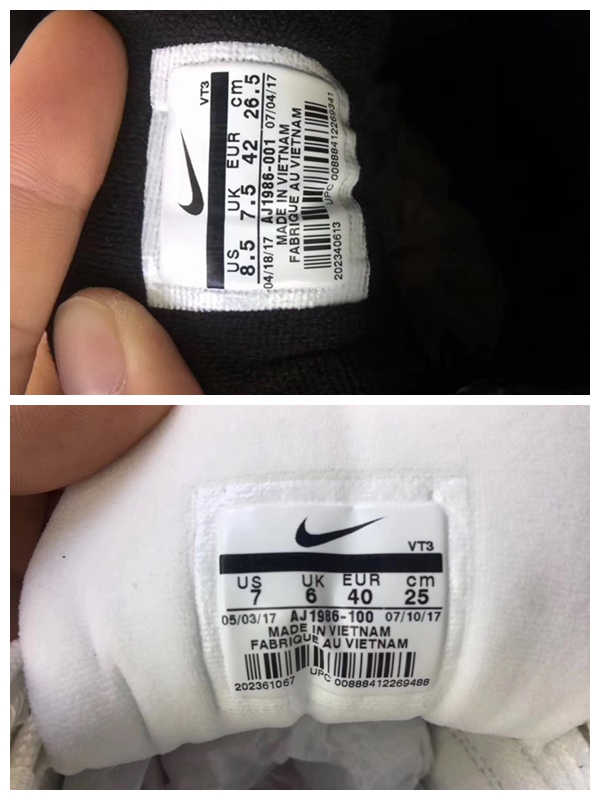 VT3
US UK EUR cm
8.5 7.5 42 26.5
04/18/17 AJ1986-001 07/04/17
MADE IN VIETNAM
FABRIQUE AU VIETNAM
UPC 00888412269341
202340613
VT3
US UK EUR cm
7 6 40 25
05/03/17 AJ1986-100 07/10/17
MADE IN VIETNAM
FABRIQUE AU VIETNAM
202361067 UPC 00888412269488